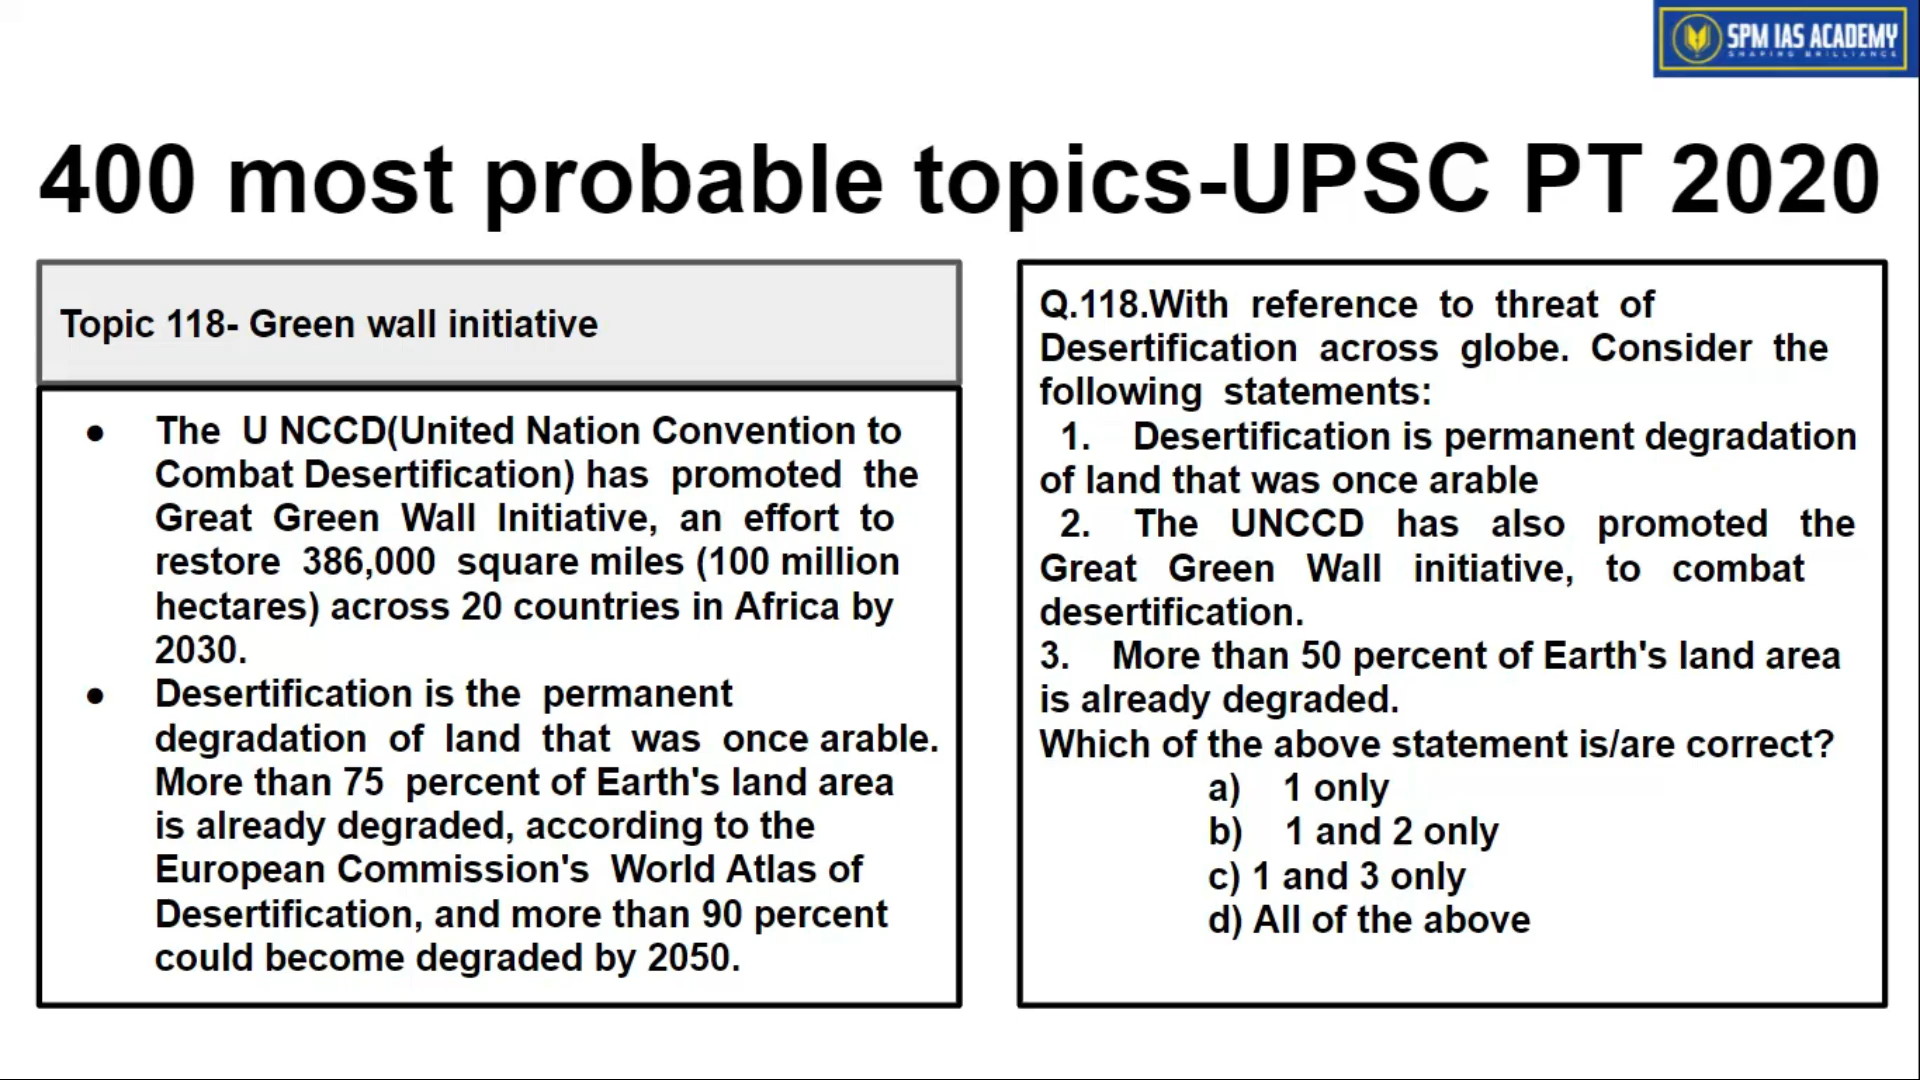 SPM IAS ACADEMY
SHAPING BRILLIANCE
400 most probable topics-UPSC PT 2020
Topic 118- Green wall initiative
● The U NCCD(United Nation Convention to
Combat Desertification) has promoted the
Great Green Wall Initiative, an effort to
restore 386,000 square miles (100 million
hectares) across 20 countries in Africa by
2030.
● Desertification is the permanent
degradation of land that was once arable.
More than 75 percent of Earth's land area
is already degraded, according to the
European Commission's World Atlas of
Desertification, and more than 90 percent
could become degraded by 2050.
Q.118.With reference to threat of
Desertification across globe. Consider the
following statements:
1. Desertification is permanent degradation
of land that was once arable
2. The UNCCD has also promoted the
Great Green Wall initiative, to combat
desertification.
3. More than 50 percent of Earth's land area
is already degraded.
Which of the above statement is/are correct?
a) 1 only
b) 1 and 2 only
c) 1 and 3 only
d) All of the above